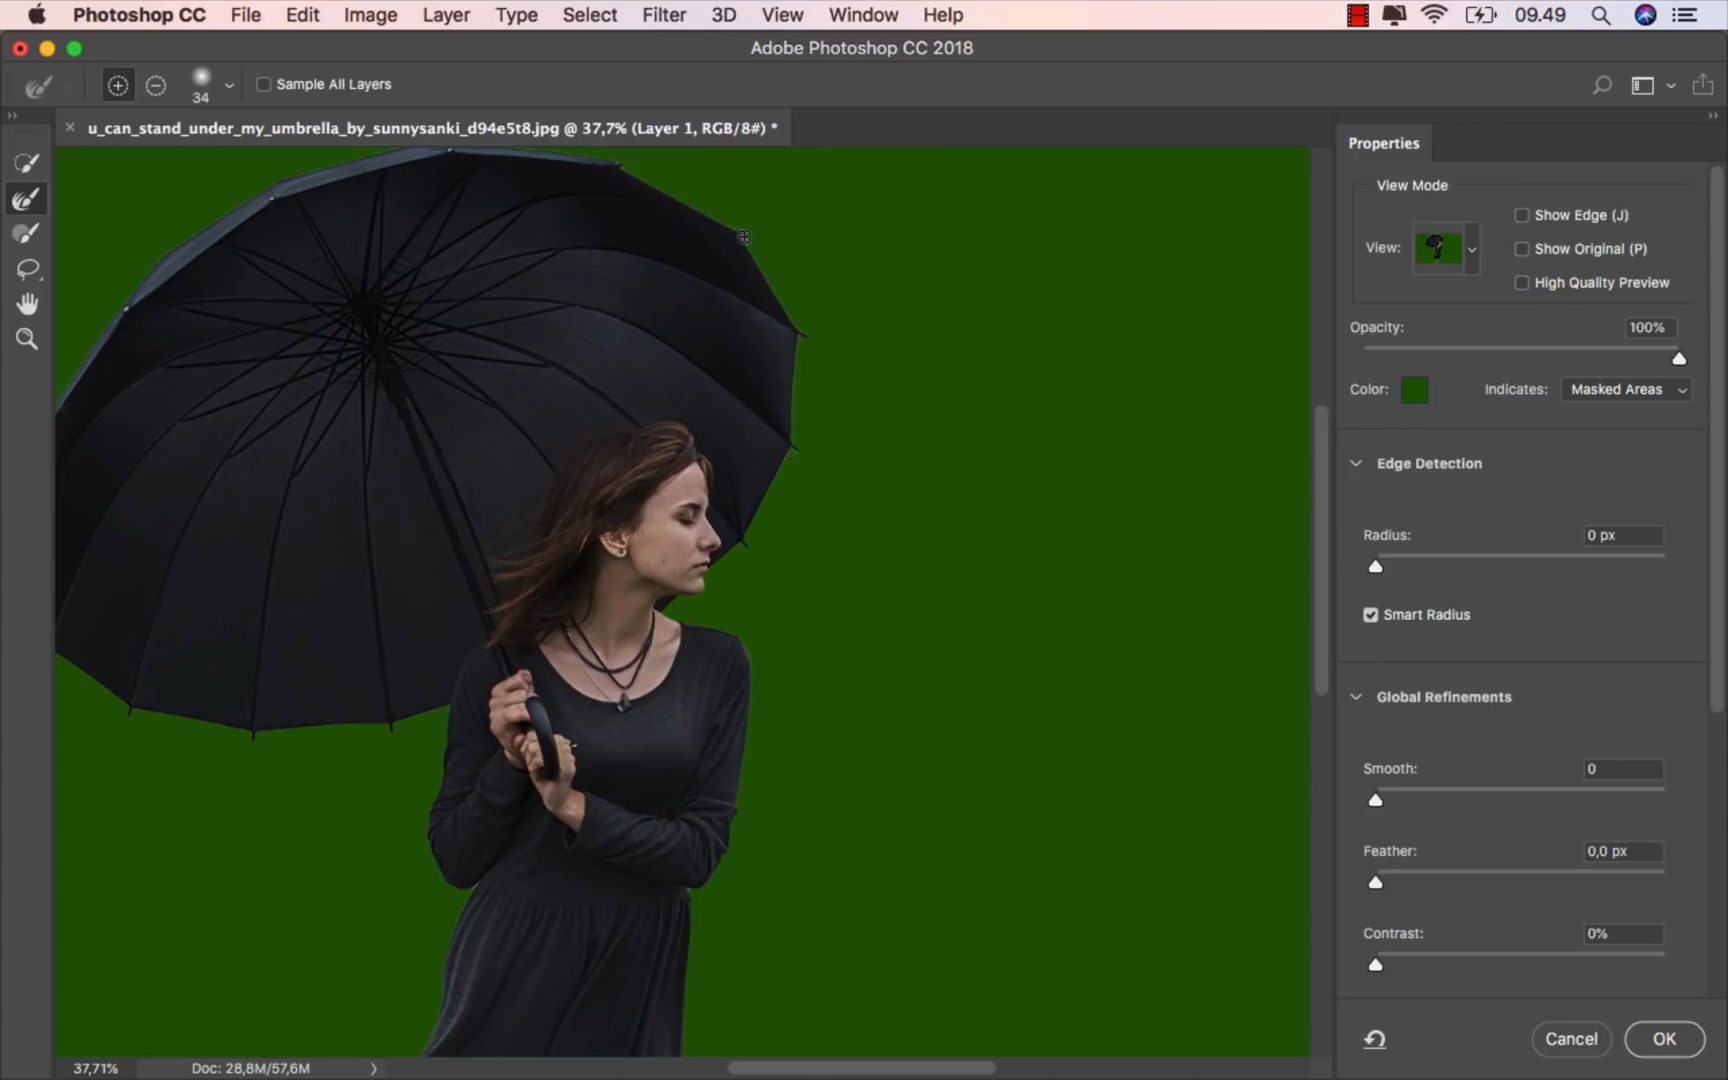 Photoshop CC File Edit Image Layer Type Select Filter 3D View Window Help 09.49
Adobe Photoshop CC 2018
34
Sample All Layers
u_can_stand_under_my_umbrella_by_sunnysanki_d94e5t8.jpg @ 37,7% (Layer 1, RGB/8#) *
Properties
View Mode
View:
Show Edge (J)
Show Original (P)
High Quality Preview
Opacity: 100%
Color: Indicates: Masked Areas
Edge Detection
Radius: 0 px
Smart Radius
Global Refinements
Smooth: 0
Feather: 0,0 px
Contrast: 0%
Cancel OK
37,71% Doc: 28,8M/57,6M